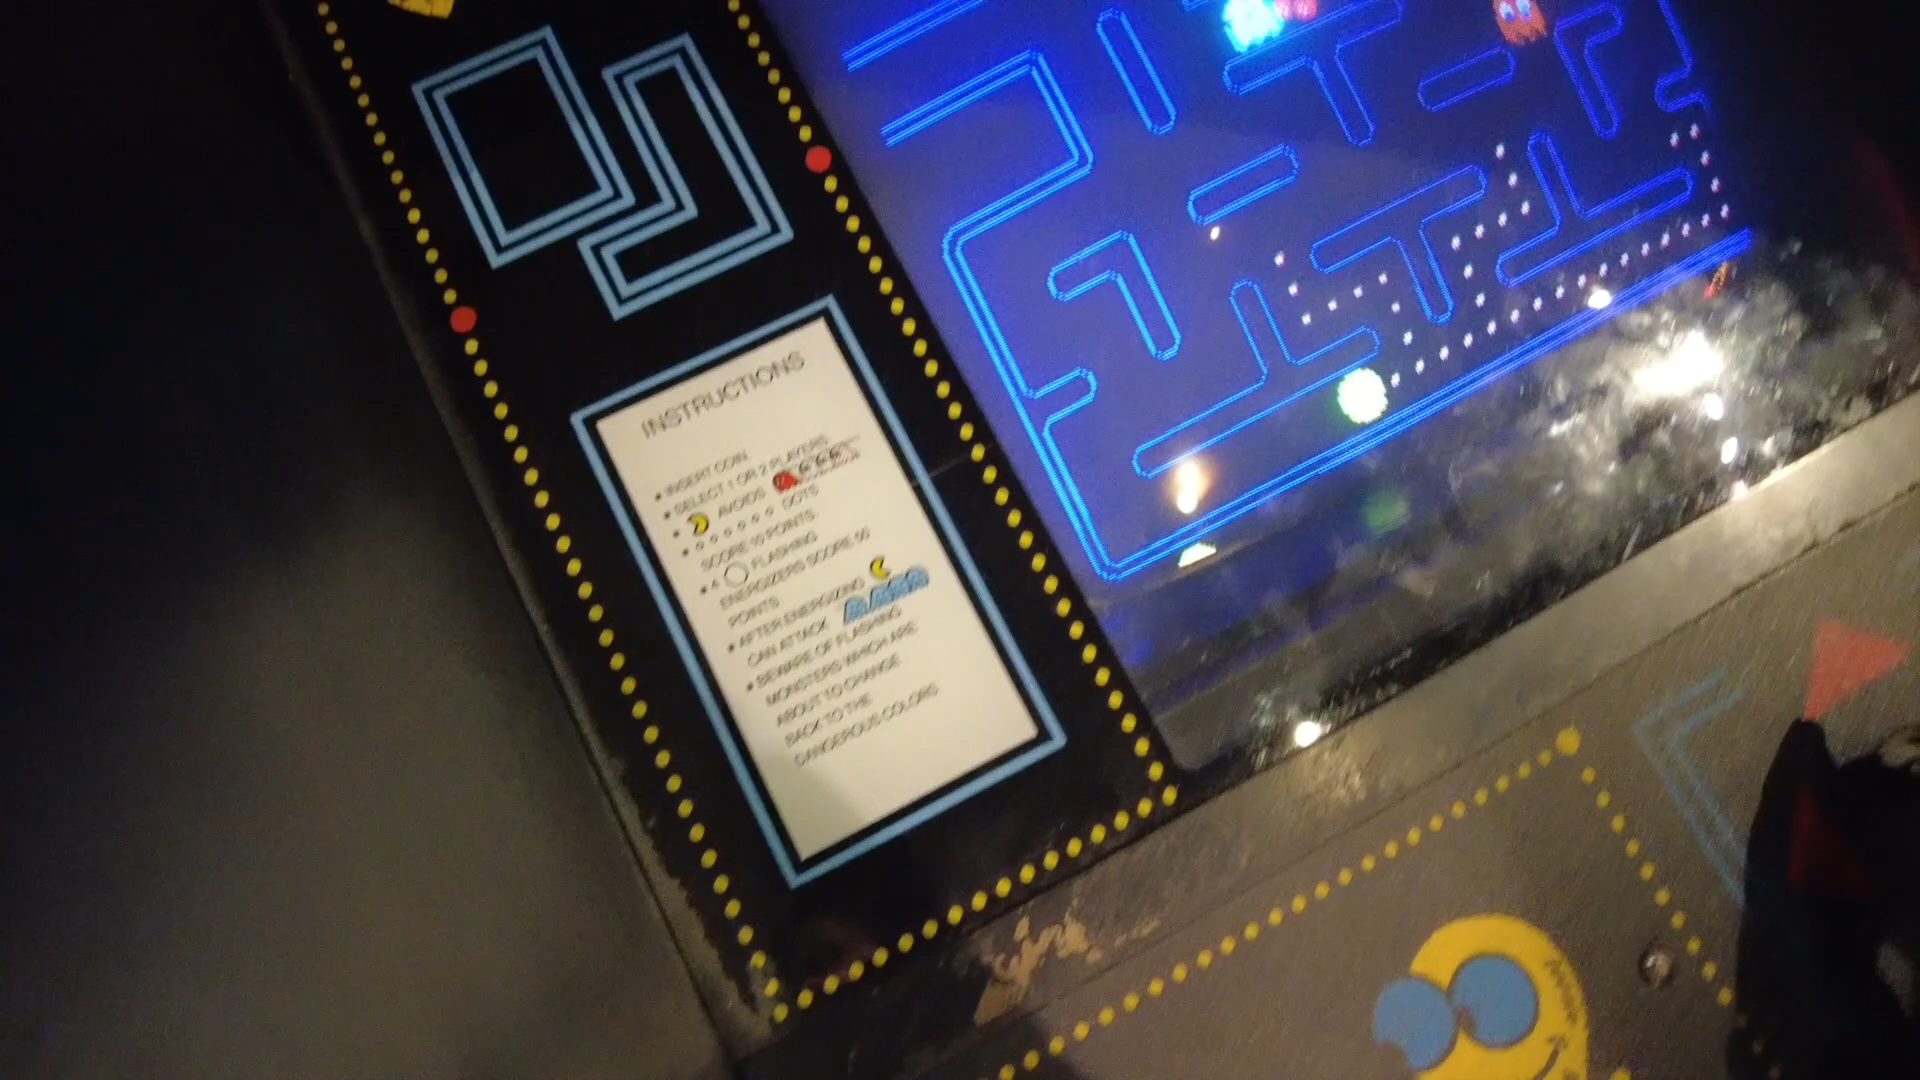 INSTRUCTIONS
• INSERT COIN
• SELECT 1 OR 2 PLAYERS
• AVOIDS
• DOTS
SCORE 10 POINTS
• 4 FLASHING
ENERGIZERS SCORE 50
POINTS
• AFTER ENERGIZING
CAN ATTACK
• BEWARE OF FLASHING
MONSTERS WHICH ARE
ABOUT TO CHANGE
BACK TO THE
DANGEROUS COLORS